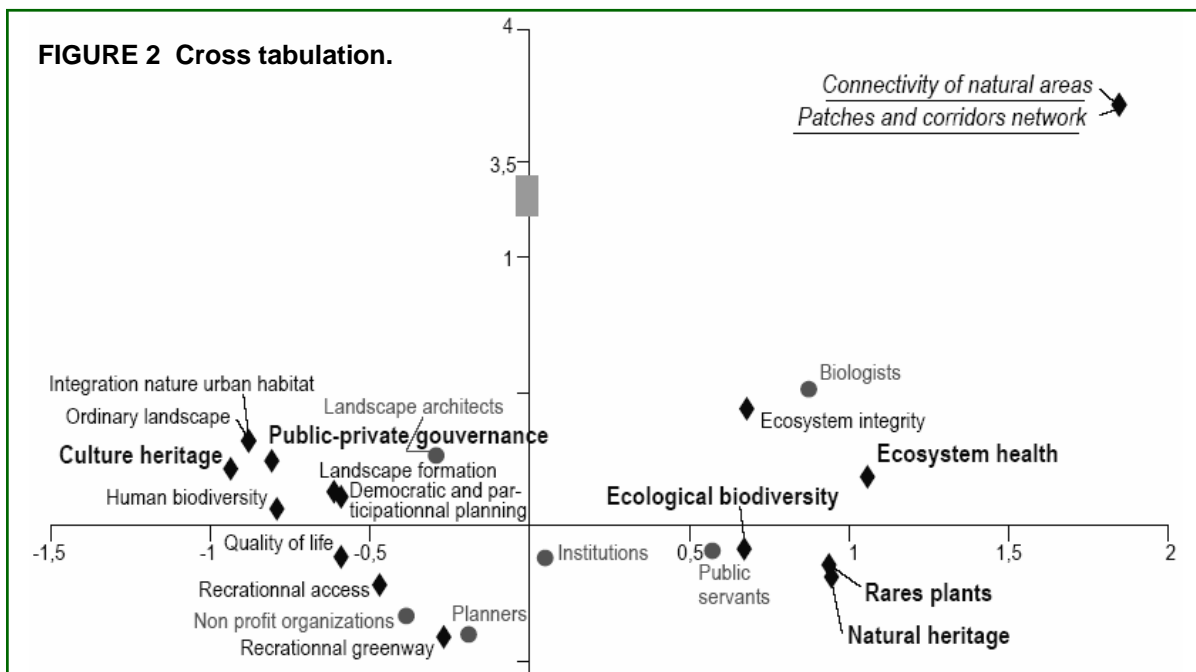 FIGURE 2 Cross tabulation.
4
Connectivity of natural areas
Patches and corridors network
3,5
1
Integration nature urban habitat
Ordinary landscape
Landscape architects
Biologists
Public-private gouvernance
Ecosystem integrity
Culture heritage
Landscape formation
Ecosystem health
Human biodiversity
Democratic and par-
ticipationnal planning
Ecological biodiversity
-1,5
-1
-0,5
0,5
1
1,5
2
Quality of life
Institutions
Public
servants
Recrationnal access
Rares plants
Non profit organizations
Planners
Natural heritage
Recrationnal greenway